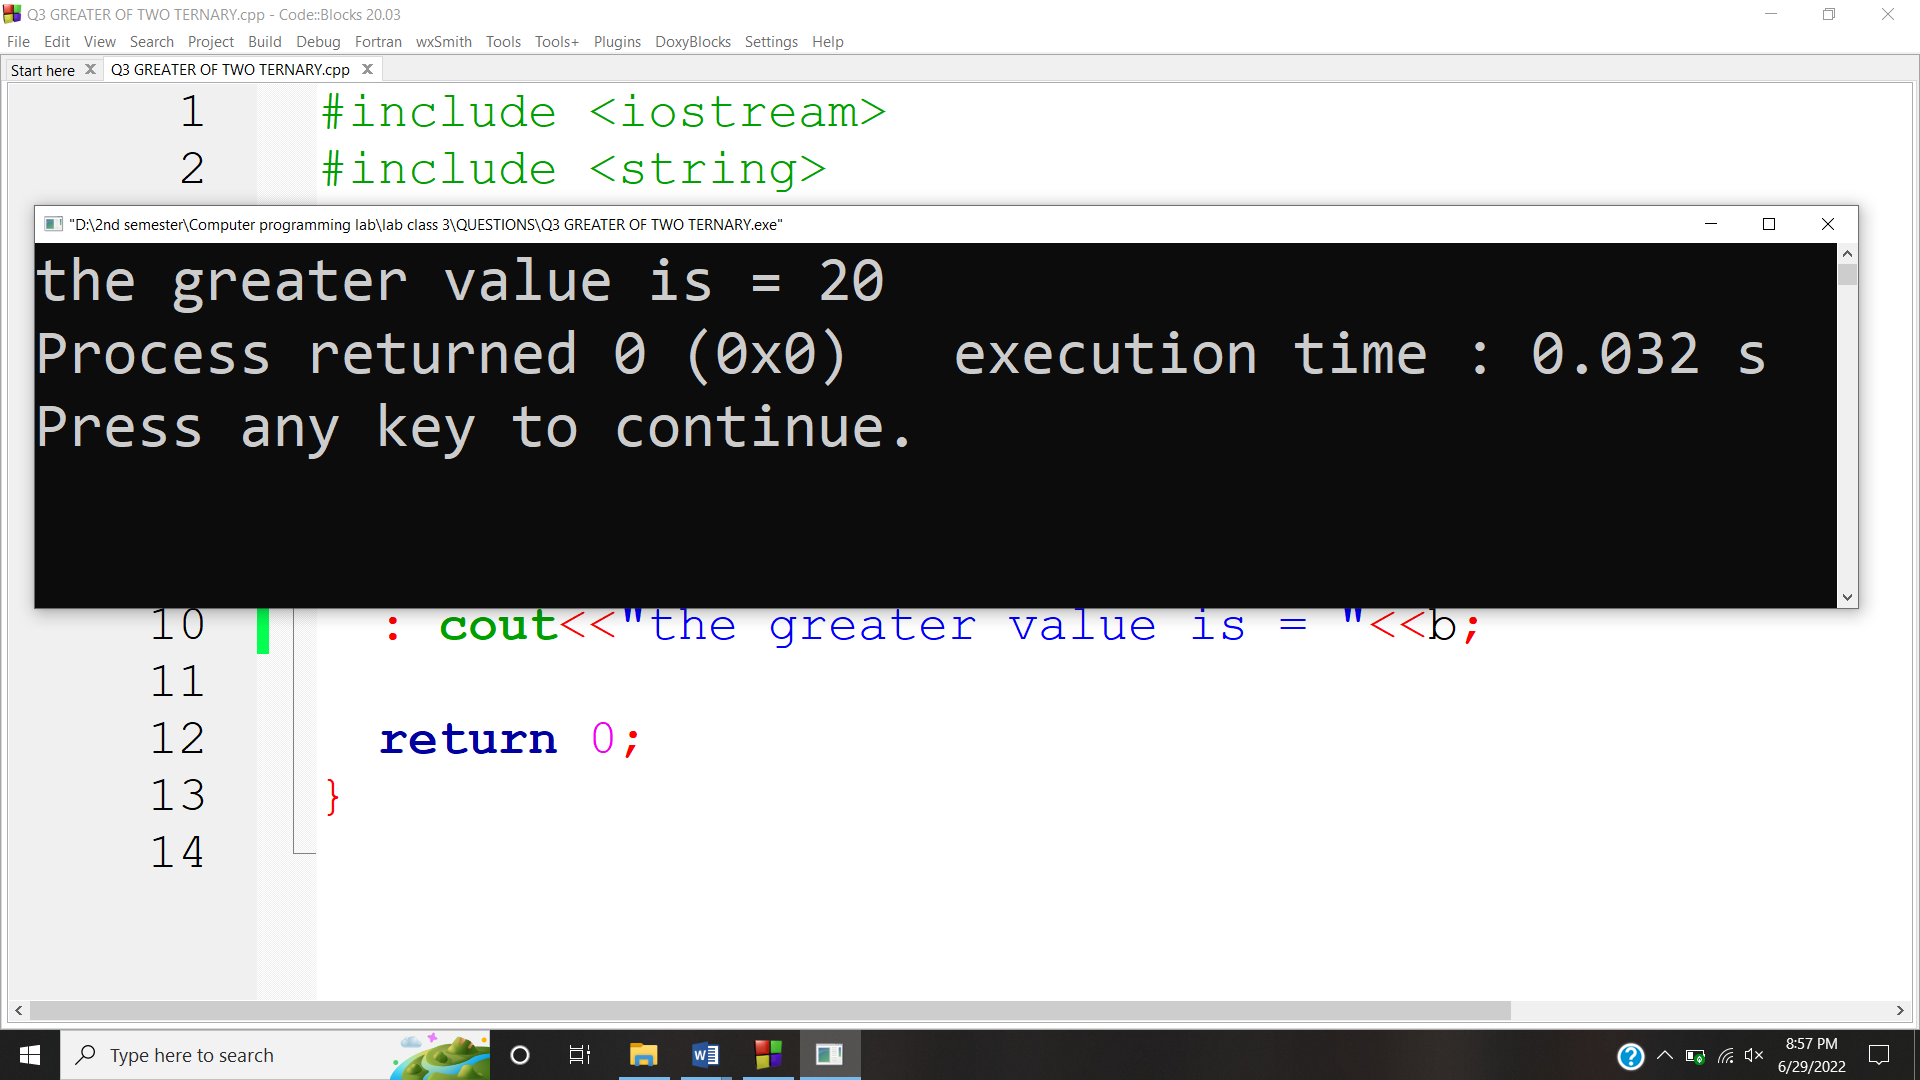 Q3 GREATER OF TWO TERNARY.cpp - Code::Blocks 20.03
File Edit View Search Project Build Debug Fortran wxSmith Tools Tools+ Plugins DoxyBlocks Settings Help
Start here Q3 GREATER OF TWO TERNARY.cpp
1 #include <iostream>
2 #include <string>
"D:\2nd semester\Computer programming lab\lab class 3\QUESTIONS\Q3 GREATER OF TWO TERNARY.exe"
the greater value is = 20
Process returned 0 (0x0)   execution time : 0.032 s
Press any key to continue.
10 : cout<<"the greater value is = "<<b;
11
12 return 0;
13 }
14
Type here to search
8:57 PM
6/29/2022